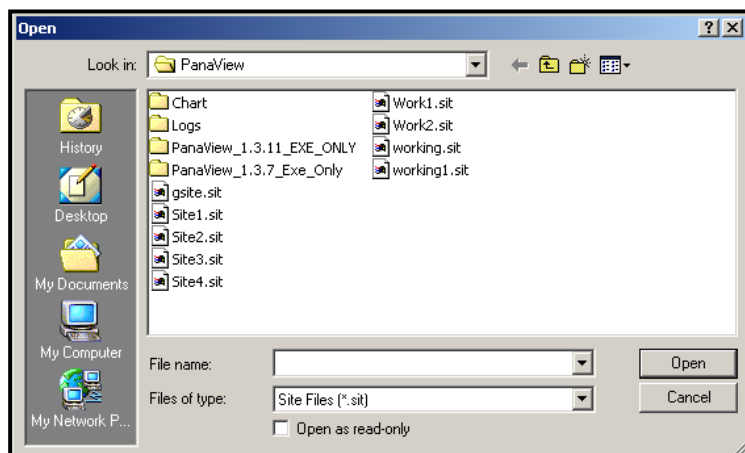 Open
Look in: PanaView
History
Desktop
My Documents
My Computer
My Network P...
Chart
Logs
PanaView_1.3.11_EXE_ONLY
PanaView_1.3.7_Exe_Only
gsite.sit
Site1.sit
Site2.sit
Site3.sit
Site4.sit
Work1.sit
Work2.sit
working.sit
working1.sit
File name:
Open
Files of type: Site Files (*.sit)
Cancel
Open as read-only